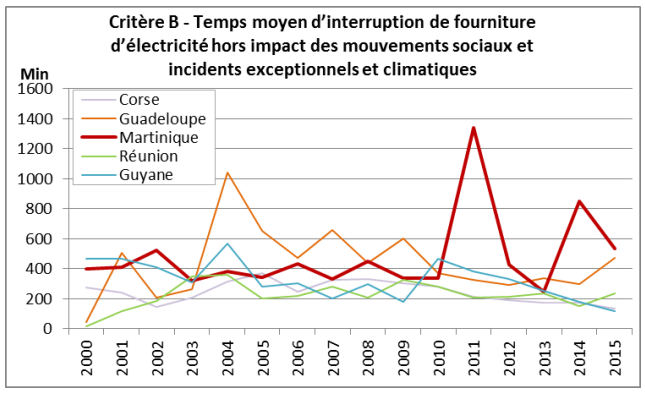 Critère B - Temps moyen d’interruption de fourniture
d’électricité hors impact des mouvements sociaux et
incidents exceptionnels et climatiques
Min
1600
1400
1200
1000
800
600
400
200
0
Corse
Guadeloupe
Martinique
Réunion
Guyane
2000
2001
2002
2003
2004
2005
2006
2007
2008
2009
2010
2011
2012
2013
2014
2015